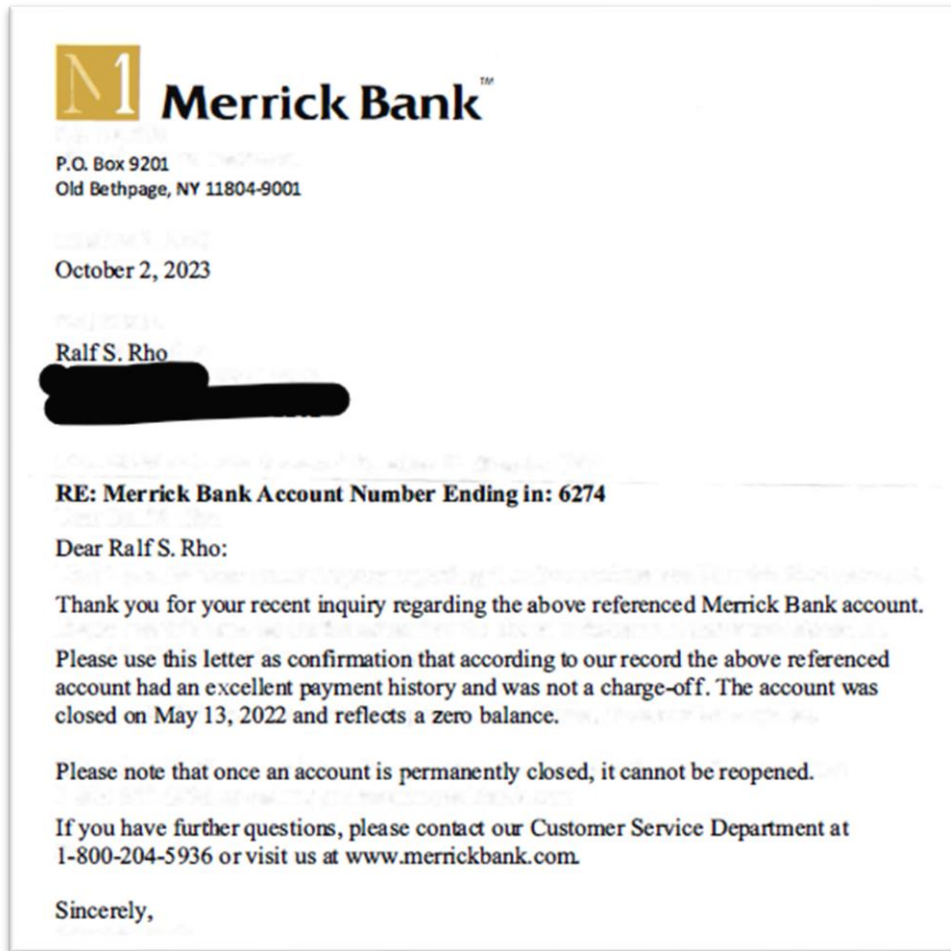 M1 Merrick Bank™
P.O. Box 9201
Old Bethpage, NY 11804-9001
October 2, 2023
Ralf S. Rho
RE: Merrick Bank Account Number Ending in: 6274
Dear Ralf S. Rho:
Thank you for your recent inquiry regarding the above referenced Merrick Bank account.
Please use this letter as confirmation that according to our record the above referenced
account had an excellent payment history and was not a charge-off. The account was
closed on May 13, 2022 and reflects a zero balance.
Please note that once an account is permanently closed, it cannot be reopened.
If you have further questions, please contact our Customer Service Department at
1-800-204-5936 or visit us at www.merrickbank.com.
Sincerely,